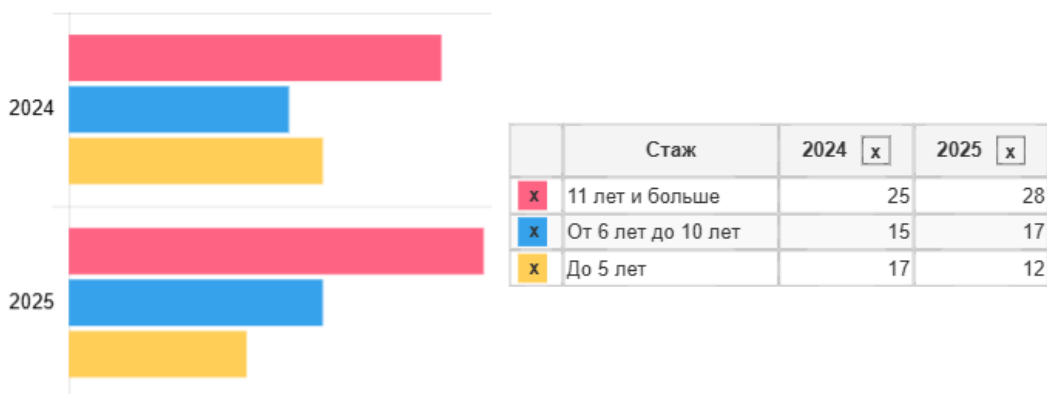 2024
2025
Стаж 2024 x 2025 x
x 11 лет и больше 25 28
x От 6 лет до 10 лет 15 17
x До 5 лет 17 12